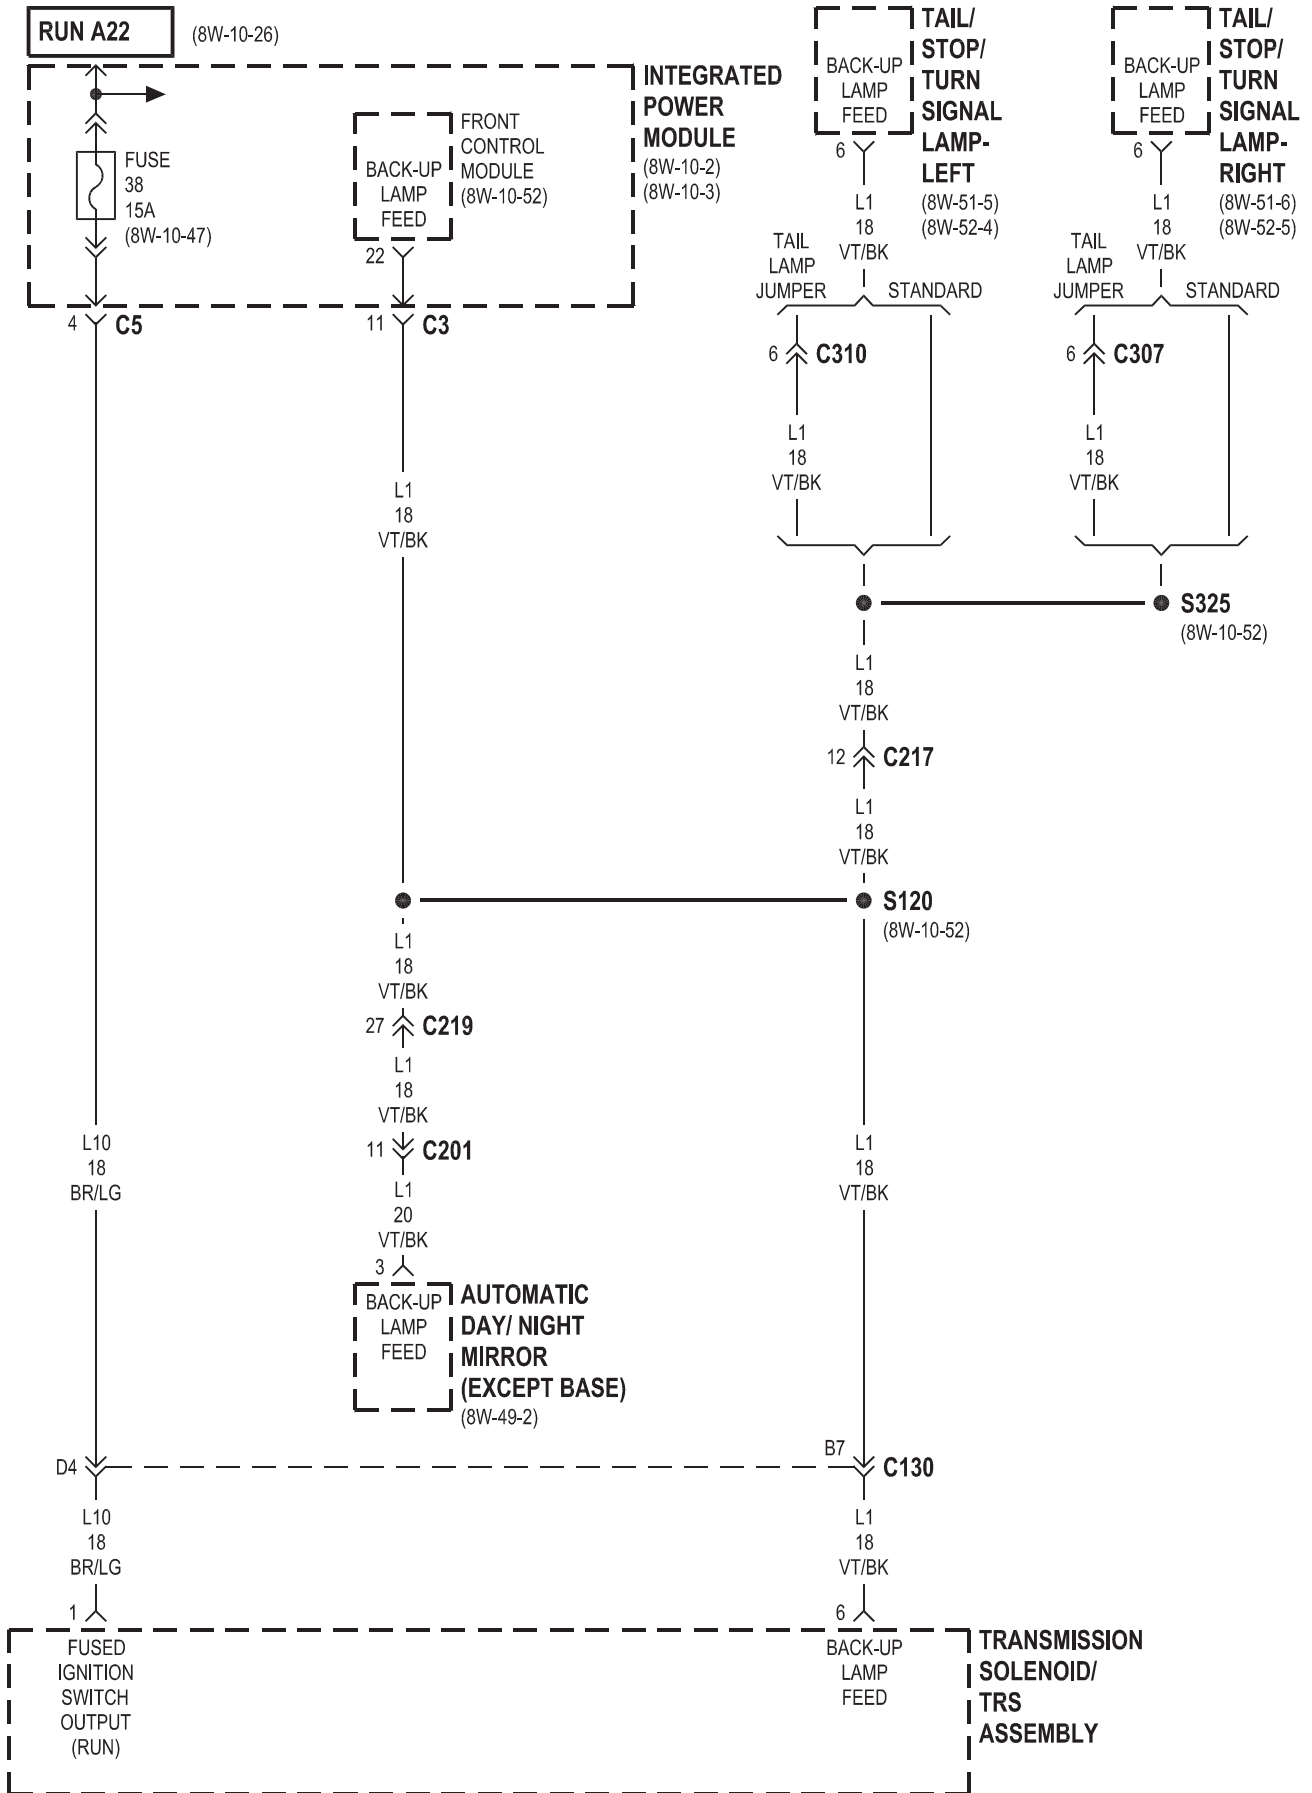 RUN A22
(8W-10-26)
INTEGRATED
POWER
MODULE
(8W-10-2)
(8W-10-3)
FUSE
38
15A
(8W-10-47)
FRONT
CONTROL
MODULE
(8W-10-52)
BACK-UP
LAMP
FEED
22
4
C5
11
C3
BACK-UP
LAMP
FEED
TAIL/
STOP/
TURN
SIGNAL
LAMP-
LEFT
(8W-51-5)
(8W-52-4)
6
L1
18
VT/BK
TAIL
LAMP
JUMPER
STANDARD
6
C310
L1
18
VT/BK
BACK-UP
LAMP
FEED
TAIL/
STOP/
TURN
SIGNAL
LAMP-
RIGHT
(8W-51-6)
(8W-52-5)
6
L1
18
VT/BK
TAIL
LAMP
JUMPER
STANDARD
6
C307
L1
18
VT/BK
L1
18
VT/BK
S325
(8W-10-52)
L1
18
VT/BK
12
C217
L1
18
VT/BK
S120
(8W-10-52)
L1
18
VT/BK
27
C219
L1
18
VT/BK
11
C201
L1
20
VT/BK
3
BACK-UP
LAMP
FEED
AUTOMATIC
DAY/ NIGHT
MIRROR
(EXCEPT BASE)
(8W-49-2)
L10
18
BR/LG
L1
18
VT/BK
D4
B7
C130
L10
18
BR/LG
L1
18
VT/BK
1
6
FUSED
IGNITION
SWITCH
OUTPUT
(RUN)
BACK-UP
LAMP
FEED
TRANSMISSION
SOLENOID/
TRS
ASSEMBLY